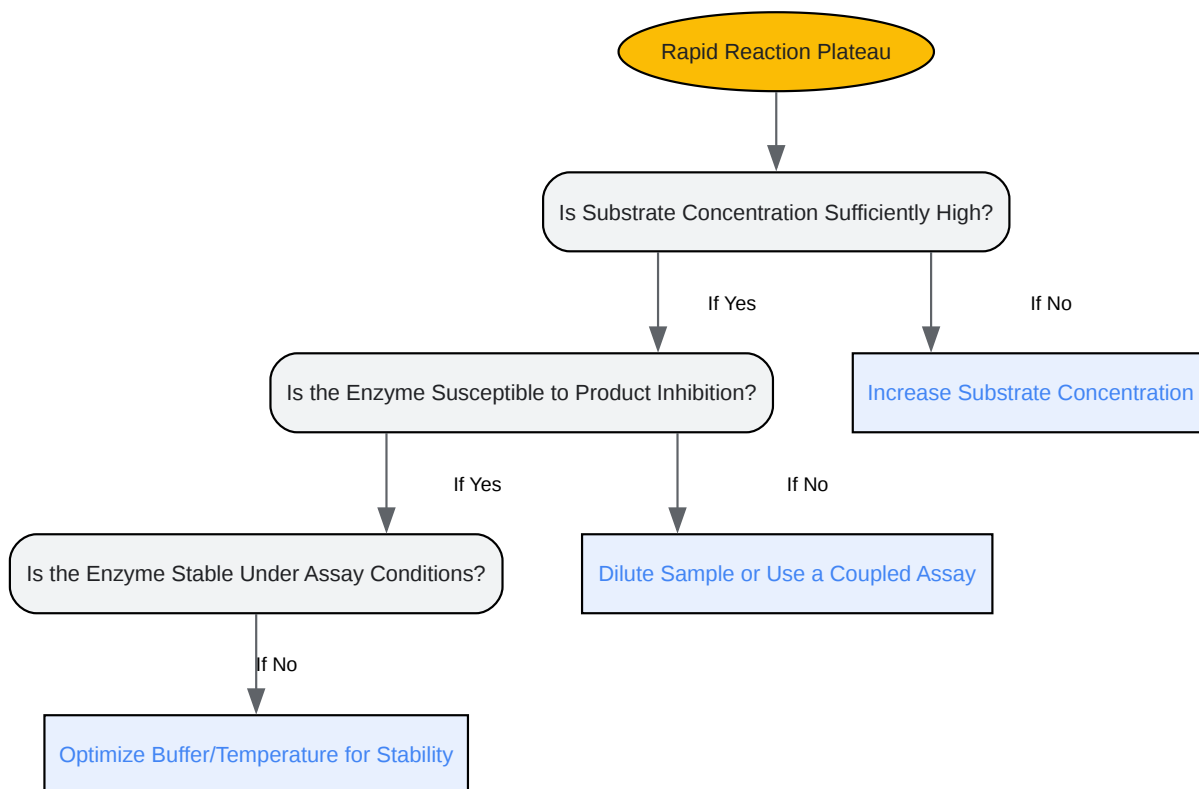 Rapid Reaction Plateau
Is Substrate Concentration Sufficiently High?
If Yes
If No
Is the Enzyme Susceptible to Product Inhibition?
Increase Substrate Concentration
If Yes
If No
Is the Enzyme Stable Under Assay Conditions?
Dilute Sample or Use a Coupled Assay
If No
Optimize Buffer/Temperature for Stability